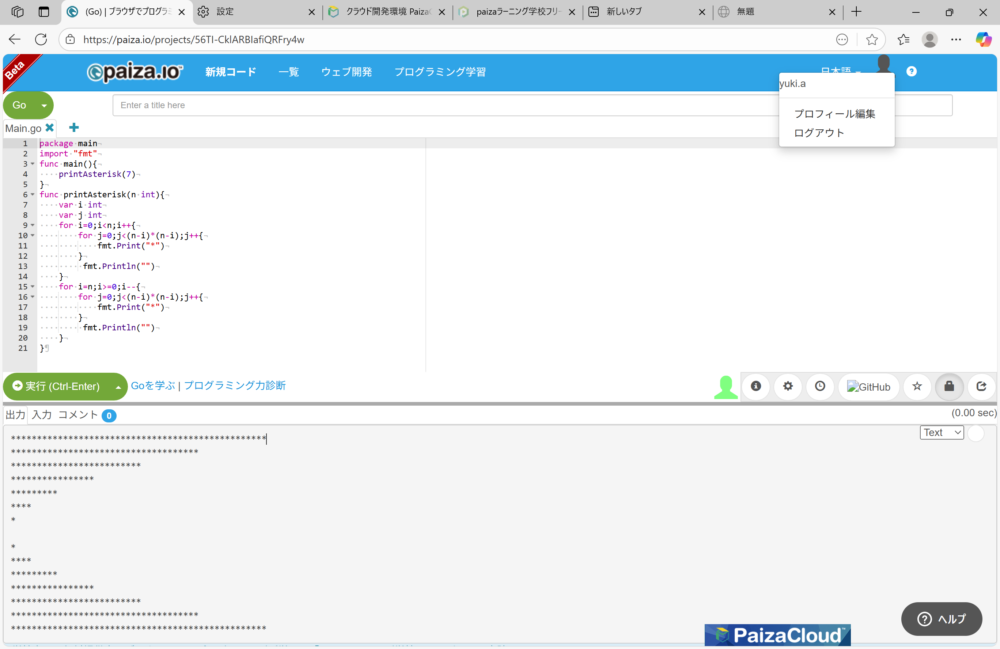 (Go) | ブラウザでプログラミ
設定
クラウド開発環境 PaizaC
paizaラーニング学校フリー
新しいタブ
無題
https://paiza.io/projects/56TI-CklARBIafiQRFry4w
Beta
paiza.io™
新規コード
一覧
ウェブ開発
プログラミング学習
日本語
yuki.a
プロフィール編集
ログアウト
Go
Enter a title here
Main.go
1 package main
2 import "fmt"
3 func main(){
4     printAsterisk(7)
5 }
6 func printAsterisk(n int){
7     var i int
8     var j int
9     for i=0;i<n;i++{
10         for j=0;j<(n-i)*(n-i);j++{
11             fmt.Print("*")
12         }
13          fmt.Println("")
14     }
15     for i=n;i>=0;i--{
16         for j=0;j<(n-i)*(n-i);j++{
17             fmt.Print("*")
18         }
19          fmt.Println("")
20     }
21 }
実行 (Ctrl-Enter)
Goを学ぶ | プログラミング力診断
GitHub
出力 入力 コメント 0
(0.00 sec)
Text
*************************************************
************************************
*************************
****************
*********
****
*
*
****
*********
****************
*************************
************************************
*************************************************
ヘルプ
PaizaCloud™